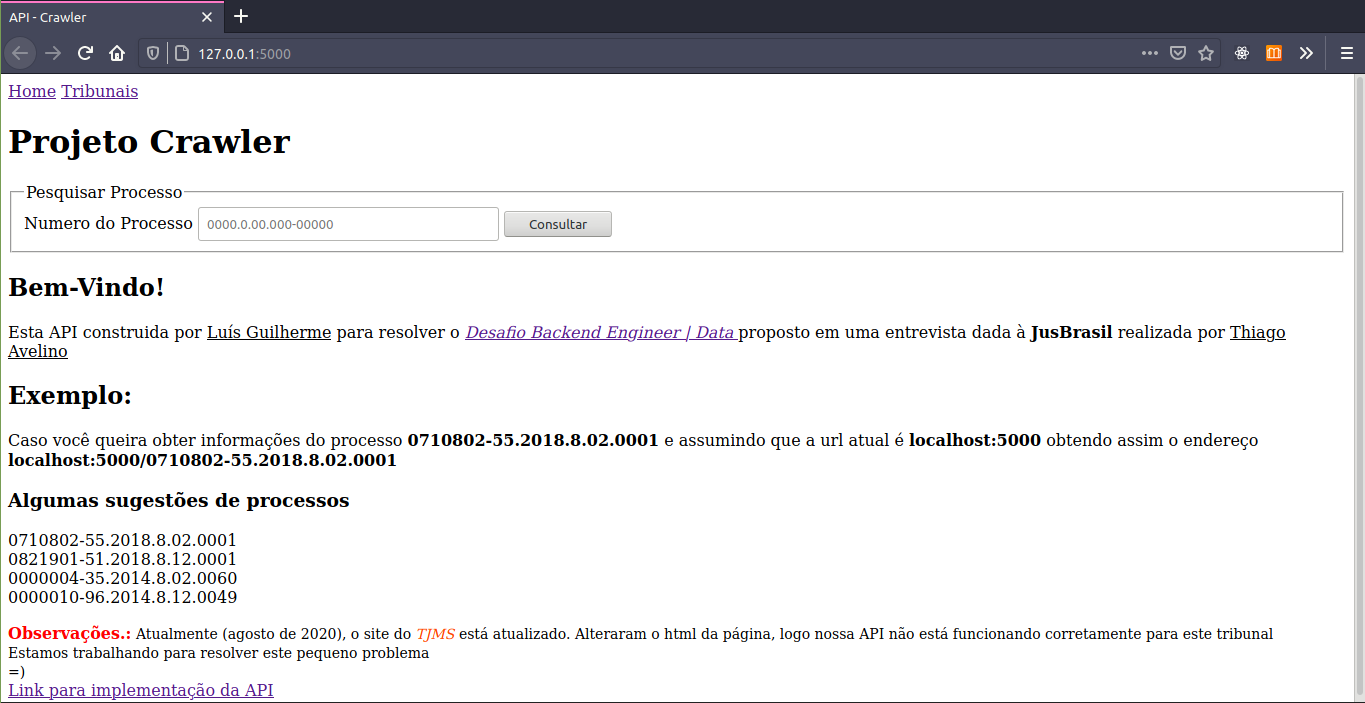 API - Crawler
127.0.0.1:5000
Home Tribunais
Projeto Crawler
Pesquisar Processo
Numero do Processo 0000.0.00.000-00000 Consultar
Bem-Vindo!
Esta API construida por Luís Guilherme para resolver o Desafio Backend Engineer | Data proposto em uma entrevista dada à JusBrasil realizada por Thiago
Avelino
Exemplo:
Caso você queira obter informações do processo 0710802-55.2018.8.02.0001 e assumindo que a url atual é localhost:5000 obtendo assim o endereço
localhost:5000/0710802-55.2018.8.02.0001
Algumas sugestões de processos
0710802-55.2018.8.02.0001
0821901-51.2018.8.12.0001
0000004-35.2014.8.02.0060
0000010-96.2014.8.12.0049
Observações.: Atualmente (agosto de 2020), o site do TJMS está atualizado. Alteraram o html da página, logo nossa API não está funcionando corretamente para este tribunal
Estamos trabalhando para resolver este pequeno problema
=)
Link para implementação da API